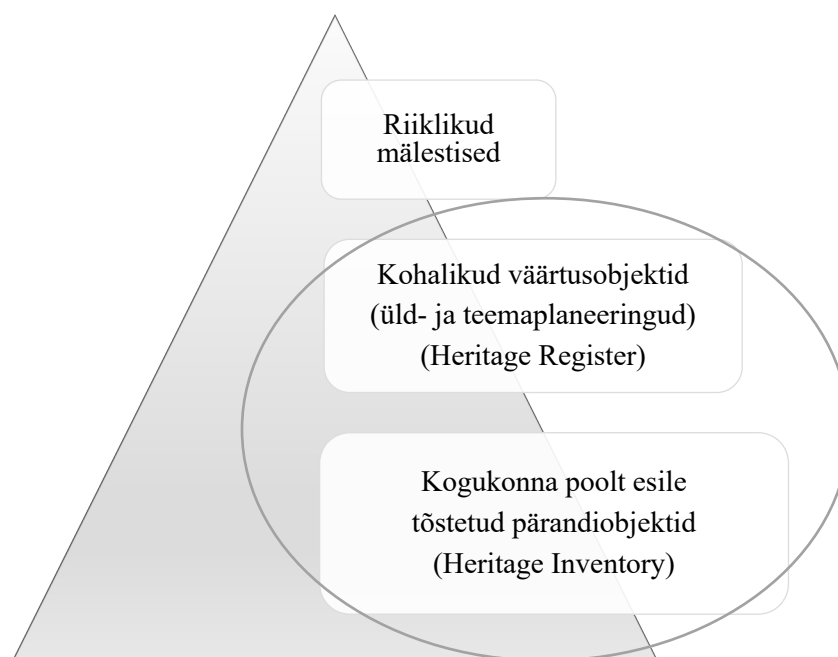 Riiklikud
mälestised
Kohalikud väärtusobjektid
(üld- ja teemaplaneeringud)
(Heritage Register)
Kogukonna poolt esile
tõstetud pärandiobjektid
(Heritage Inventory)